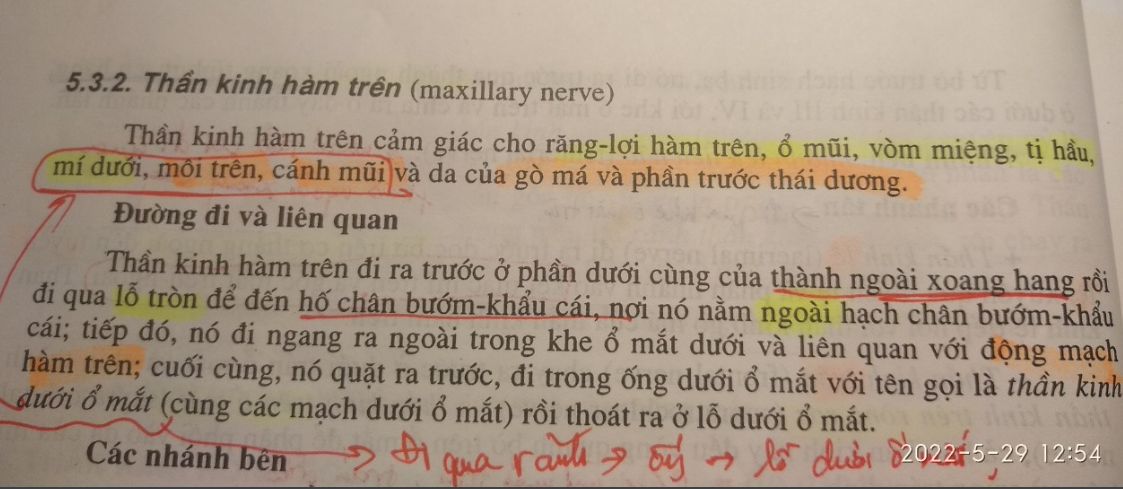 5.3.2. Thần kinh hàm trên (maxillary nerve)
Thần kinh hàm trên cảm giác cho răng-lợi hàm trên, ổ mũi, vòm miệng, tị hầu,
mí dưới, môi trên, cánh mũi và da của gò má và phần trước thái dương.
Đường đi và liên quan
Thần kinh hàm trên đi ra trước ở phần dưới cùng của thành ngoài xoang hang rồi
đi qua lỗ tròn để đến hố chân bướm-khẩu cái, nơi nó nằm ngoài hạch chân bướm-khẩu
cái; tiếp đó, nó đi ngang ra ngoài trong khe ổ mắt dưới và liên quan với động mạch
hàm trên; cuối cùng, nó quặt ra trước, đi trong ống dưới ổ mắt với tên gọi là thần kinh
dưới ổ mắt (cùng các mạch dưới ổ mắt) rồi thoát ra ở lỗ dưới ổ mắt.
Các nhánh bên
Đi qua rãnh → ống → lỗ dưới ổ
2022-5-29 12:54